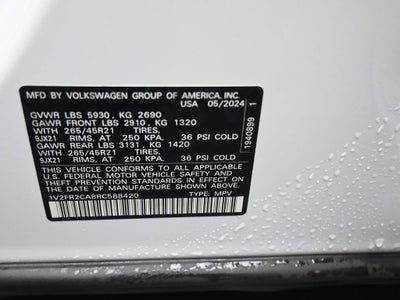 MFD. BY VOLKSWAGEN GROUP OF AMERICA, INC.
USA 05/2024
GVWR LBS 5930, KG 2690
GAWR FRONT LBS 2910, KG 1320
WITH 265/45R21 TIRES,
9JX21 RIMS, AT 250 KPA, 36 PSI COLD
GAWR REAR LBS 3131, KG 1420
WITH 265/45R21 TIRES,
9JX21 RIMS, AT 250 KPA, 36 PSI COLD
THIS VEHICLE CONFORMS TO ALL APPLICABLE
U.S. FEDERAL MOTOR VEHICLE SAFETY STANDARDS
IN EFFECT ON THE DATE OF MANUFACTURE
SHOWN ABOVE.
1V2FR2CA8RC588420 TYPE: MPV
1940899 1